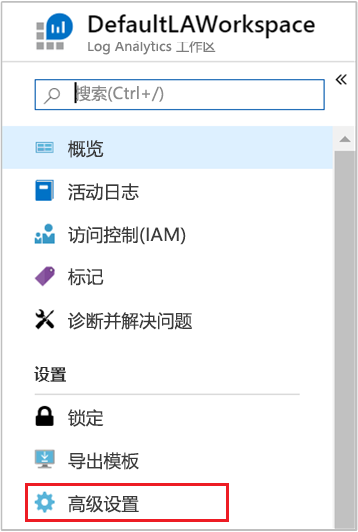 DefaultLAWorkspace
Log Analytics 工作区
搜索(Ctrl+/)
概览
活动日志
访问控制(IAM)
标记
诊断并解决问题
设置
锁定
导出模板
高级设置